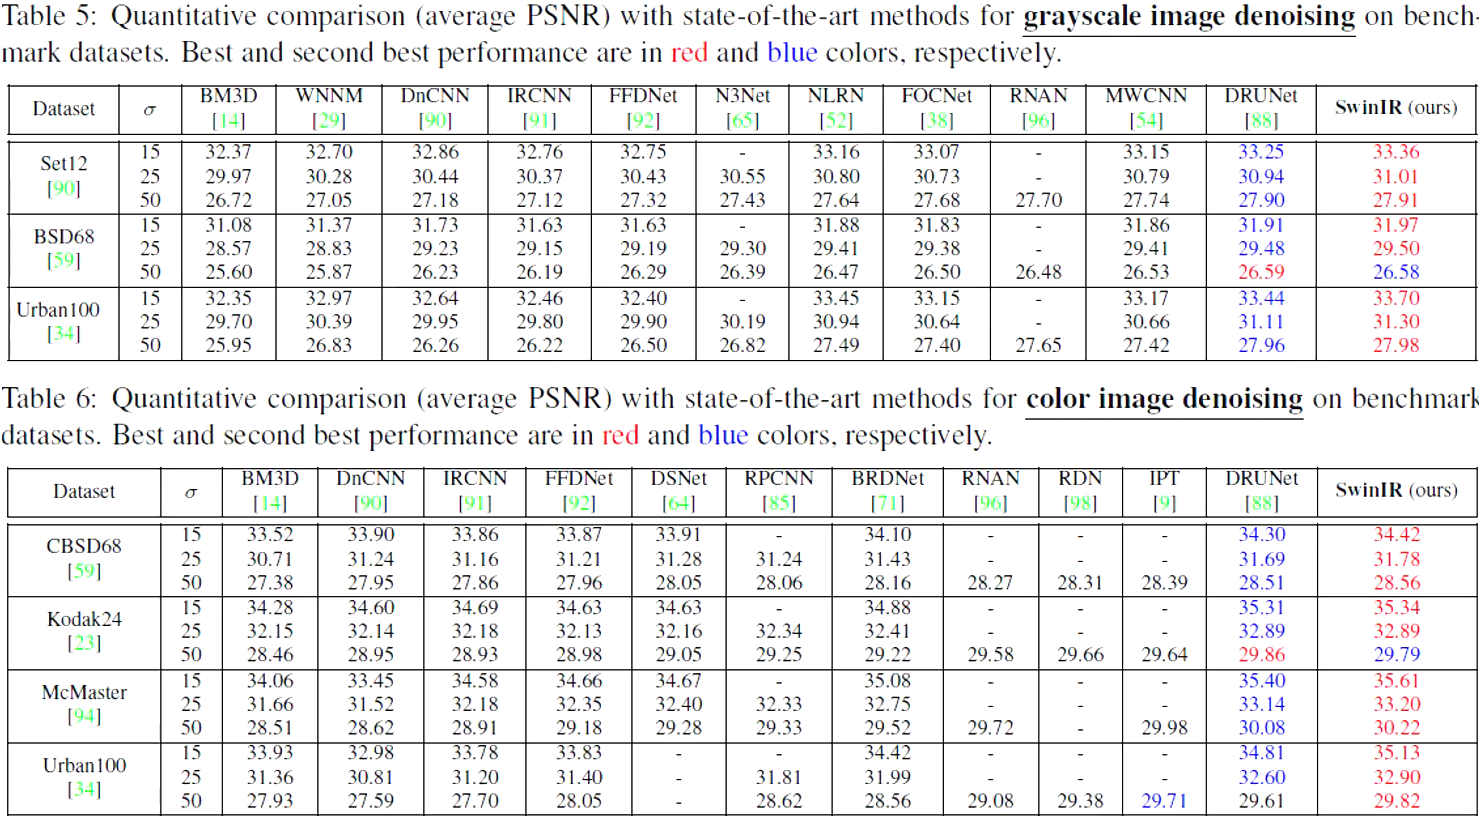 Table 5: Quantitative comparison (average PSNR) with state-of-the-art methods for grayscale image denoising on bench-
mark datasets. Best and second best performance are in red and blue colors, respectively.
Dataset σ BM3D WNNM DnCNN IRCNN FFDNet N3Net NLRN FOCNet RNAN MWCNN DRUNet SwinIR (ours)
[14] [29] [90] [91] [92] [65] [52] [38] [96] [54] [88]
Set12 15 32.37 32.70 32.86 32.76 32.75 - 33.16 33.07 - 33.15 33.25 33.36
[90] 25 29.97 30.28 30.44 30.37 30.43 30.55 30.80 30.73 - 30.79 30.94 31.01
50 26.72 27.05 27.18 27.12 27.32 27.43 27.64 27.68 27.70 27.74 27.90 27.91
BSD68 15 31.08 31.37 31.73 31.63 31.63 - 31.88 31.83 - 31.86 31.91 31.97
[59] 25 28.57 28.83 29.23 29.15 29.19 29.30 29.41 29.38 - 29.41 29.48 29.50
50 25.60 25.87 26.23 26.19 26.29 26.39 26.47 26.50 26.48 26.53 26.59 26.58
Urban100 15 32.35 32.97 32.64 32.46 32.40 - 33.45 33.15 - 33.17 33.44 33.70
[34] 25 29.70 30.39 29.95 29.80 29.90 30.19 30.94 30.64 - 30.66 31.11 31.30
50 25.95 26.83 26.26 26.22 26.50 26.82 27.49 27.40 27.65 27.42 27.96 27.98
Table 6: Quantitative comparison (average PSNR) with state-of-the-art methods for color image denoising on benchmark
datasets. Best and second best performance are in red and blue colors, respectively.
Dataset σ BM3D DnCNN IRCNN FFDNet DSNet RPCNN BRDNet RNAN RDN IPT DRUNet SwinIR (ours)
[14] [90] [91] [92] [64] [85] [71] [96] [98] [9] [88]
CBSD68 15 33.52 33.90 33.86 33.87 33.91 - 34.10 - - - 34.30 34.42
[59] 25 30.71 31.24 31.16 31.21 31.28 31.24 31.43 - - - 31.69 31.78
50 27.38 27.95 27.86 27.96 28.05 28.06 28.16 28.27 28.31 28.39 28.51 28.56
Kodak24 15 34.28 34.60 34.69 34.63 34.63 - 34.88 - - - 35.31 35.34
[23] 25 32.15 32.14 32.18 32.13 32.16 32.34 32.41 - - - 32.89 32.89
50 28.46 28.95 28.93 28.98 29.05 29.25 29.22 29.58 29.66 29.64 29.86 29.79
McMaster 15 34.06 33.45 34.58 34.66 34.67 - 35.08 - - - 35.40 35.61
[94] 25 31.66 31.52 32.18 32.35 32.40 32.33 32.75 - - - 33.14 33.20
50 28.51 28.62 28.91 29.18 29.28 29.33 29.52 29.72 - 29.98 30.08 30.22
Urban100 15 33.93 32.98 33.78 33.83 - - 34.42 - - - 34.81 35.13
[34] 25 31.36 30.81 31.20 31.40 - 31.81 31.99 - - - 32.60 32.90
50 27.93 27.59 27.70 28.05 - 28.62 28.56 29.08 29.38 29.71 29.61 29.82